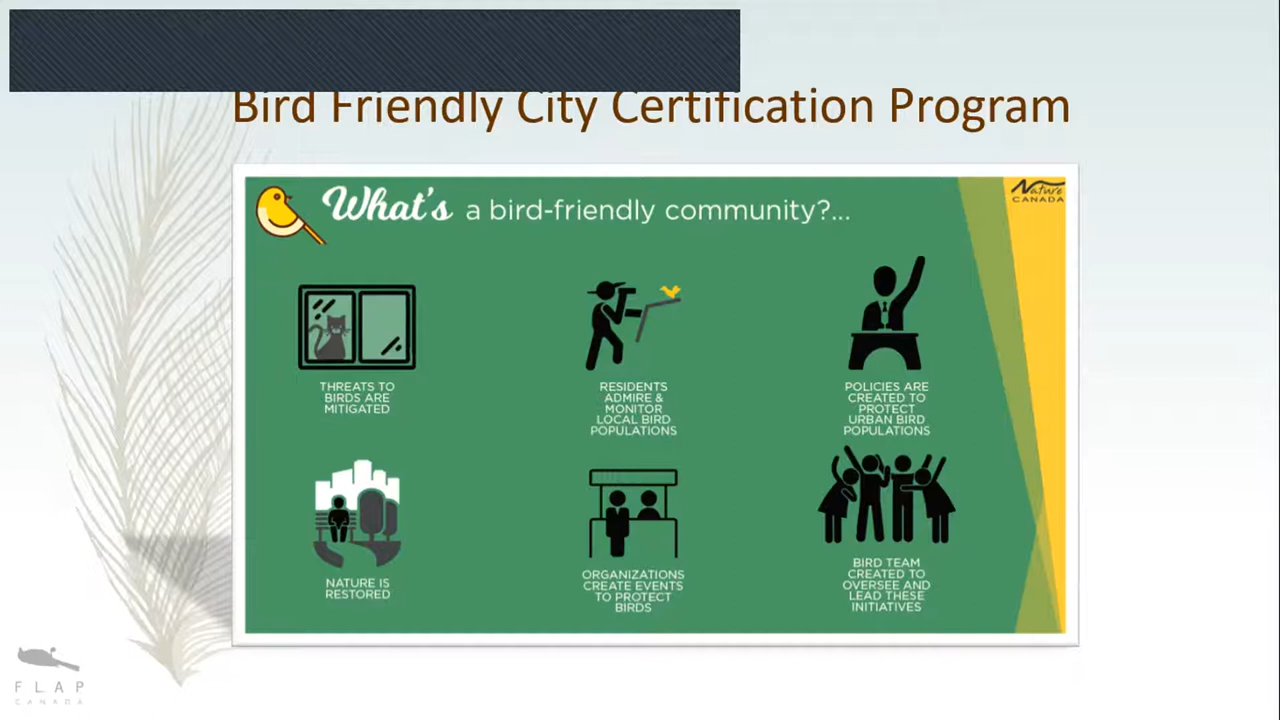 Bird Friendly City Certification Program
What's a bird-friendly community?...
Nature
CANADA
THREATS TO
BIRDS ARE
MITIGATED
RESIDENTS
ADMIRE &
MONITOR
LOCAL BIRD
POPULATIONS
POLICIES ARE
CREATED TO
PROTECT
URBAN BIRD
POPULATIONS
NATURE IS
RESTORED
ORGANIZATIONS
CREATE EVENTS
TO PROTECT
BIRDS
BIRD TEAM
CREATED TO
OVERSEE AND
LEAD THESE
INITIATIVES
FLAP
CANADA